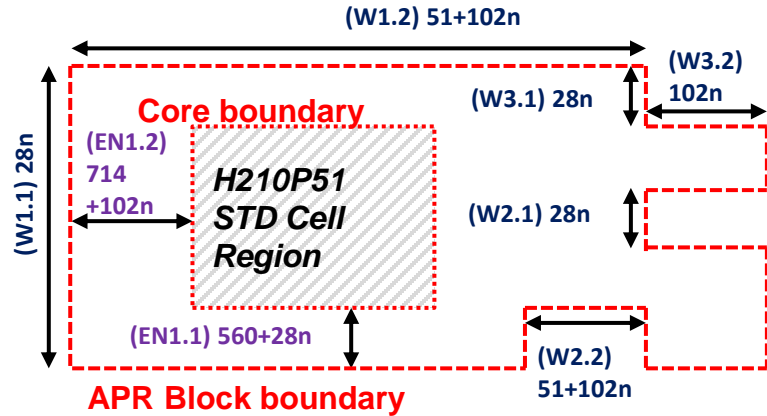 (W1.2) 51+102n
(W3.2)
102n
(W3.1) 28n
Core boundary
(EN1.2)
714
+102n
(W1.1) 28n
H210P51
STD Cell
Region
(W2.1) 28n
(EN1.1) 560+28n
(W2.2)
51+102n
APR Block boundary